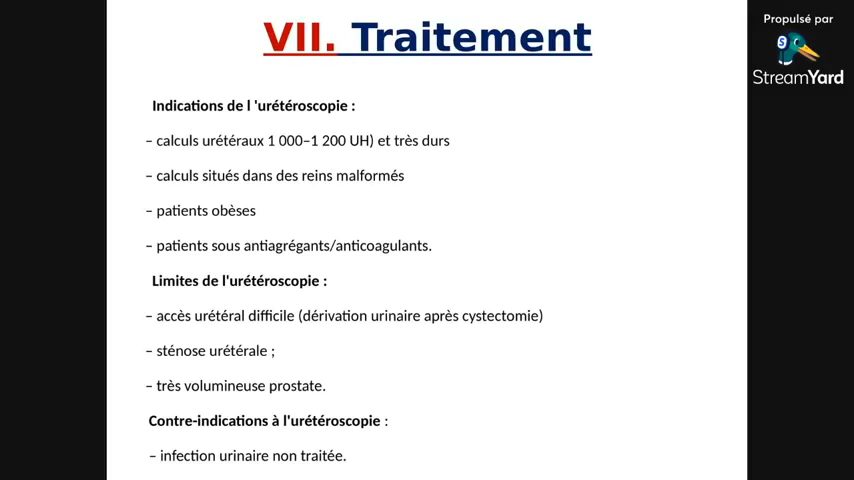 VII. Traitement
Propulsé par
StreamYard
Indications de l 'urétéroscopie :
– calculs urétéraux 1 000–1 200 UH) et très durs
– calculs situés dans des reins malformés
– patients obèses
– patients sous antiagrégants/anticoagulants.
Limites de l'urétéroscopie :
– accès urétéral difficile (dérivation urinaire après cystectomie)
– sténose urétérale ;
– très volumineuse prostate.
Contre-indications à l'urétéroscopie :
– infection urinaire non traitée.